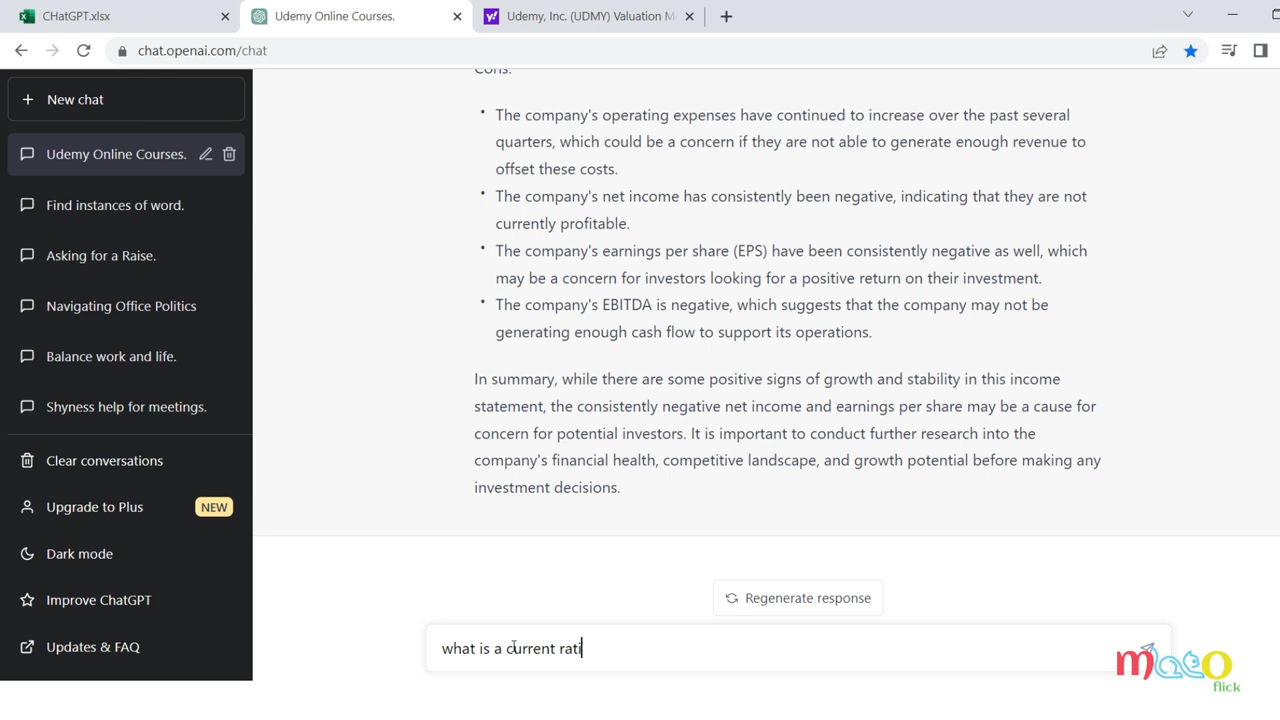 CHatGPT.xlsx
Udemy Online Courses.
Udemy, Inc. (UDMY) Valuation M
chat.openai.com/chat
New chat
Udemy Online Courses.
Find instances of word.
Asking for a Raise.
Navigating Office Politics
Balance work and life.
Shyness help for meetings.
Clear conversations
Upgrade to Plus NEW
Dark mode
Improve ChatGPT
Updates & FAQ
Cons:
• The company's operating expenses have continued to increase over the past several
quarters, which could be a concern if they are not able to generate enough revenue to
offset these costs.
• The company's net income has consistently been negative, indicating that they are not
currently profitable.
• The company's earnings per share (EPS) have been consistently negative as well, which
may be a concern for investors looking for a positive return on their investment.
• The company's EBITDA is negative, which suggests that the company may not be
generating enough cash flow to support its operations.
In summary, while there are some positive signs of growth and stability in this income
statement, the consistently negative net income and earnings per share may be a cause for
concern for potential investors. It is important to conduct further research into the
company's financial health, competitive landscape, and growth potential before making any
investment decisions.
Regenerate response
what is a current rati
maco
flick